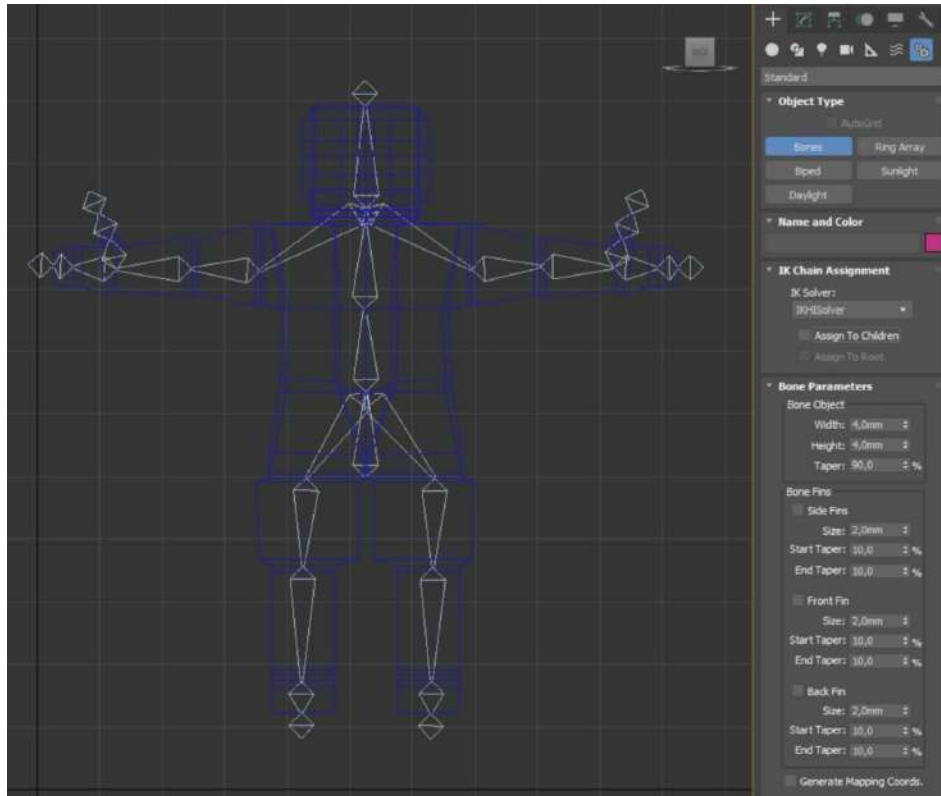 Standard
Object Type
AutoGrid
Bones Ring Array
Biped Sunlight
Daylight
Name and Color
IK Chain Assignment
IK Solver:
IKHISolver
Assign To Children
Assign To Root
Bone Parameters
Bone Object
Width: 4,0mm
Height: 4,0mm
Taper: 90,0 %
Bone Fins
Side Fins
Size: 2,0mm
Start Taper: 10,0 %
End Taper: 10,0 %
Front Fin
Size: 2,0mm
Start Taper: 10,0 %
End Taper: 10,0 %
Back Fin
Size: 2,0mm
Start Taper: 10,0 %
End Taper: 10,0 %
Generate Mapping Coords.